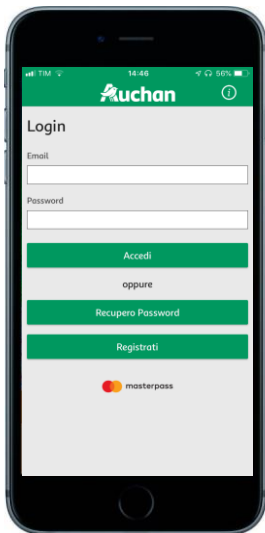 TIM 14:46 56%
Auchan
Login
Email
Password
Accedi
oppure
Recupero Password
Registrati
masterpass